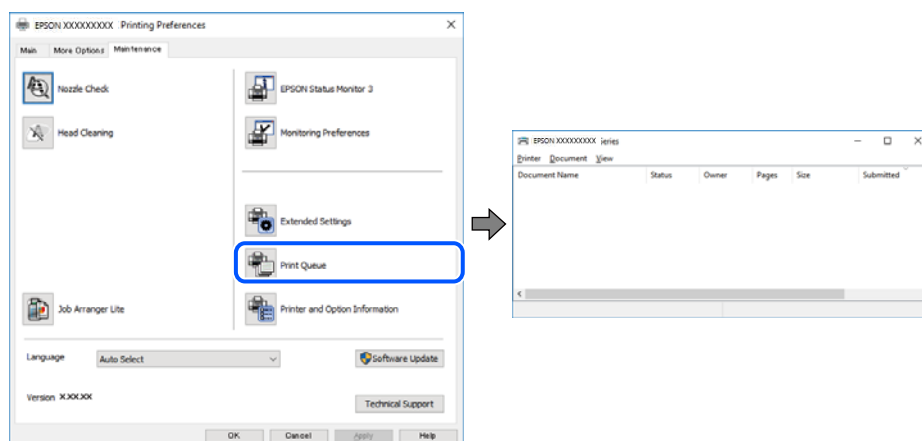 EPSON XXXXXXXXX Printing Preferences
Main More Options Maintenance
Nozzle Check
EPSON Status Monitor 3
Head Cleaning
Monitoring Preferences
Extended Settings
Print Queue
Job Arranger Lite
Printer and Option Information
Language Auto Select
Software Update
Version X.XX.XX
Technical Support
OK Cancel Apply Help
EPSON XXXXXXXXX ieries
Printer Document View
Document Name Status Owner Pages Size Submitted